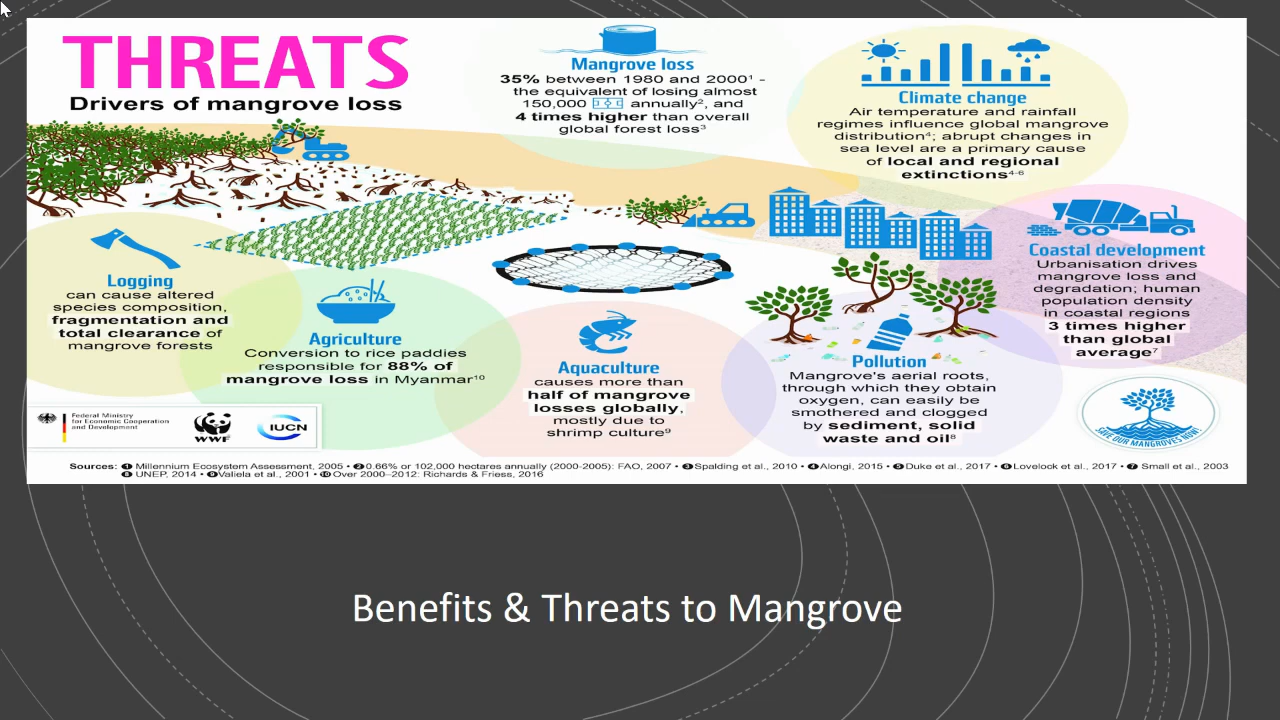 THREATS
Drivers of mangrove loss
Mangrove loss
35% between 1980 and 2000¹ -
the equivalent of losing almost
150,000 annually², and
4 times higher than overall
global forest loss³
Climate change
Air temperature and rainfall
regimes influence global mangrove
distribution⁴; abrupt changes in
sea level are a primary cause
of local and regional
extinctions⁴⁻⁶
Coastal development
Urbanisation drives
mangrove loss and
degradation; human
population density
in coastal regions
3 times higher
than global
average⁷
Logging
can cause altered
species composition,
fragmentation and
total clearance of
mangrove forests
Agriculture
Conversion to rice paddies
responsible for 88% of
mangrove loss in Myanmar¹⁰
Aquaculture
causes more than
half of mangrove
losses globally,
mostly due to
shrimp culture⁹
Pollution
Mangrove's aerial roots,
through which they obtain
oxygen, can easily be
smothered and clogged
by sediment, solid
waste and oil⁸
Federal Ministry
for Economic Cooperation
and Development
WWF
IUCN
SAVE OUR MANGROVES NOW!
Sources: ❶ Millennium Ecosystem Assessment, 2005 • ❷ 0.66% or 102,000 hectares annually (2000-2005): FAO, 2007 • ❸ Spalding et al., 2010 • ❹ Alongi, 2015 • ❺ Duke et al., 2017 • ❻ Lovelock et al., 2017 • ❼ Small et al., 2003
❽ UNEP, 2014 • ❾ Valiela et al., 2001 • ❿ Over 2000–2012: Richards & Friess, 2016
Benefits & Threats to Mangrove